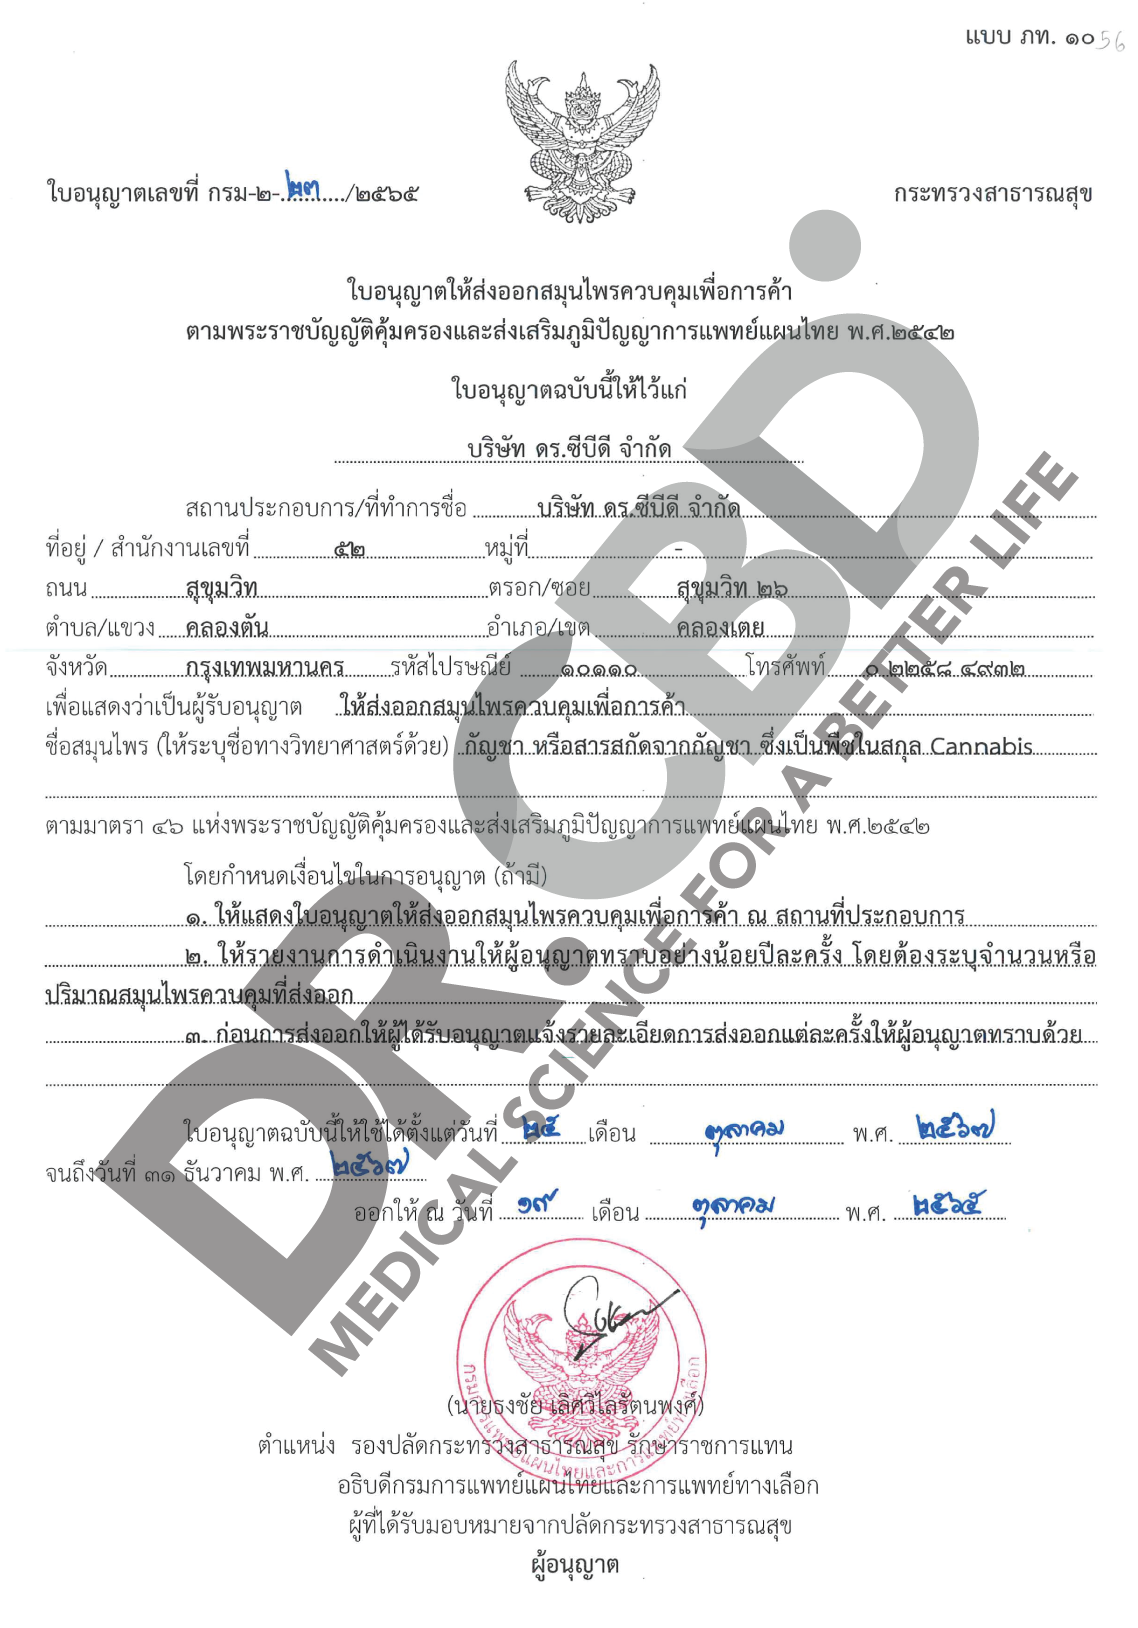 แบบ ภท. ๑๐ 56
ใบอนุญาตเลขที่ กรม-๒-...๒๓.../๒๕๖๕
กระทรวงสาธารณสุข
ใบอนุญาตให้ส่งออกสมุนไพรควบคุมเพื่อการค้า
ตามพระราชบัญญัติคุ้มครองและส่งเสริมภูมิปัญญาการแพทย์แผนไทย พ.ศ.๒๕๔๒
ใบอนุญาตฉบับนี้ให้ไว้แก่
บริษัท ดร.ซีบีดี จำกัด
สถานประกอบการ/ที่ทำการชื่อ บริษัท ดร.ซีบีดี จำกัด
ที่อยู่ / สำนักงานเลขที่ ๕๒ หมู่ที่ -
ถนน สุขุมวิท ตรอก/ซอย สุขุมวิท ๒๖
ตำบล/แขวง คลองตัน อำเภอ/เขต คลองเตย
จังหวัด กรุงเทพมหานคร รหัสไปรษณีย์ ๑๐๑๑๐ โทรศัพท์ ๐ ๒๒๕๘ ๔๙๓๒
เพื่อแสดงว่าเป็นผู้รับอนุญาต ให้ส่งออกสมุนไพรควบคุมเพื่อการค้า
ชื่อสมุนไพร (ให้ระบุชื่อทางวิทยาศาสตร์ด้วย) กัญชา หรือสารสกัดจากกัญชา ซึ่งเป็นพืชในสกุล Cannabis
ตามมาตรา ๔๖ แห่งพระราชบัญญัติคุ้มครองและส่งเสริมภูมิปัญญาการแพทย์แผนไทย พ.ศ.๒๕๔๒
โดยกำหนดเงื่อนไขในการอนุญาต (ถ้ามี)
๑. ให้แสดงใบอนุญาตให้ส่งออกสมุนไพรควบคุมเพื่อการค้า ณ สถานที่ประกอบการ
๒. ให้รายงานการดำเนินงานให้ผู้อนุญาตทราบอย่างน้อยปีละครั้ง โดยต้องระบุจำนวนหรือ
ปริมาณสมุนไพรควบคุมที่ส่งออก
๓. ก่อนการส่งออกให้ผู้ได้รับอนุญาตแจ้งรายละเอียดการส่งออกแต่ละครั้งให้ผู้อนุญาตทราบด้วย
ใบอนุญาตฉบับนี้ให้ใช้ได้ตั้งแต่วันที่ ๒๕ เดือน ตุลาคม พ.ศ. ๒๕๖๗
จนถึงวันที่ ๓๑ ธันวาคม พ.ศ. ๒๕๖๗
ออกให้ ณ วันที่ ๑๙ เดือน ตุลาคม พ.ศ. ๒๕๖๕
(นายธงชัย เลิศวิไลรัตนพงศ์)
ตำแหน่ง รองปลัดกระทรวงสาธารณสุข รักษาราชการแทน
อธิบดีกรมการแพทย์แผนไทยและการแพทย์ทางเลือก
ผู้ที่ได้รับมอบหมายจากปลัดกระทรวงสาธารณสุข
ผู้อนุญาต
กรมการแพทย์แผนไทยและการแพทย์ทางเลือก
DR. CBD.
MEDICAL SCIENCE FOR A BETTER LIFE